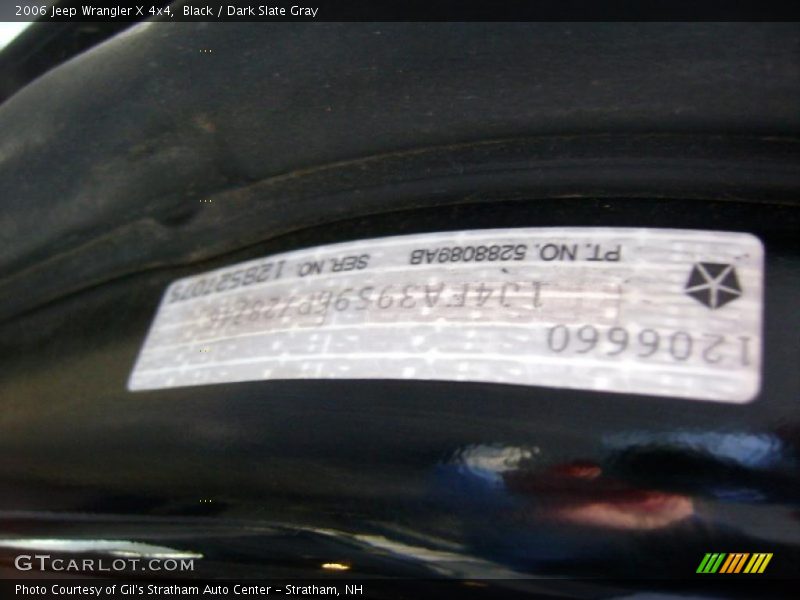 2006 Jeep Wrangler X 4x4, Black / Dark Slate Gray
PT. NO. 5288089AB SER. NO. 128527075
1206660
GTCARLOT.COM
Photo Courtesy of Gil's Stratham Auto Center - Stratham, NH